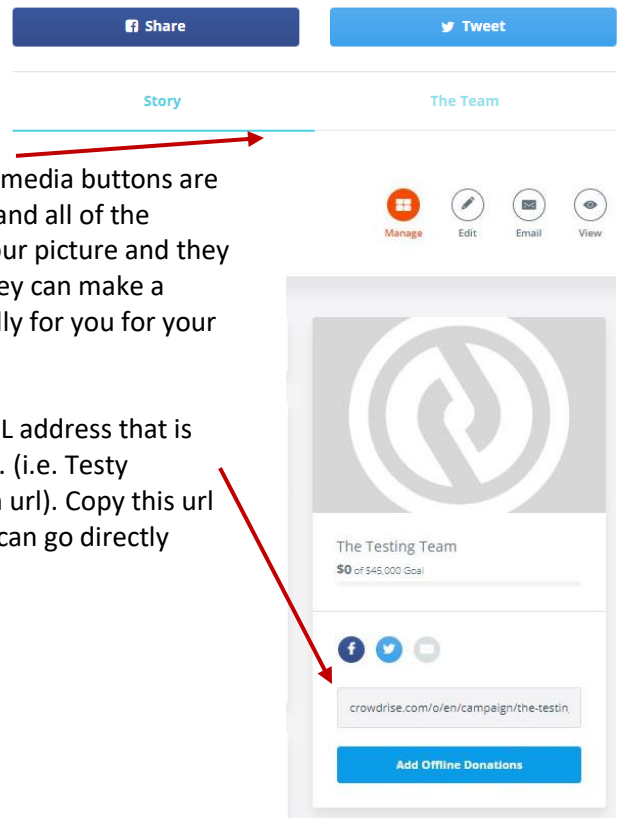 Share
Tweet
Story
The Team
media buttons are
and all of the
our picture and they
ey can make a
lly for you for your
Manage
Edit
Email
View
L address that is
. (i.e. Testy
url). Copy this url
can go directly
The Testing Team
$0 of $45,000 Goal
crowdrise.com/o/en/campaign/the-testin
Add Offline Donations